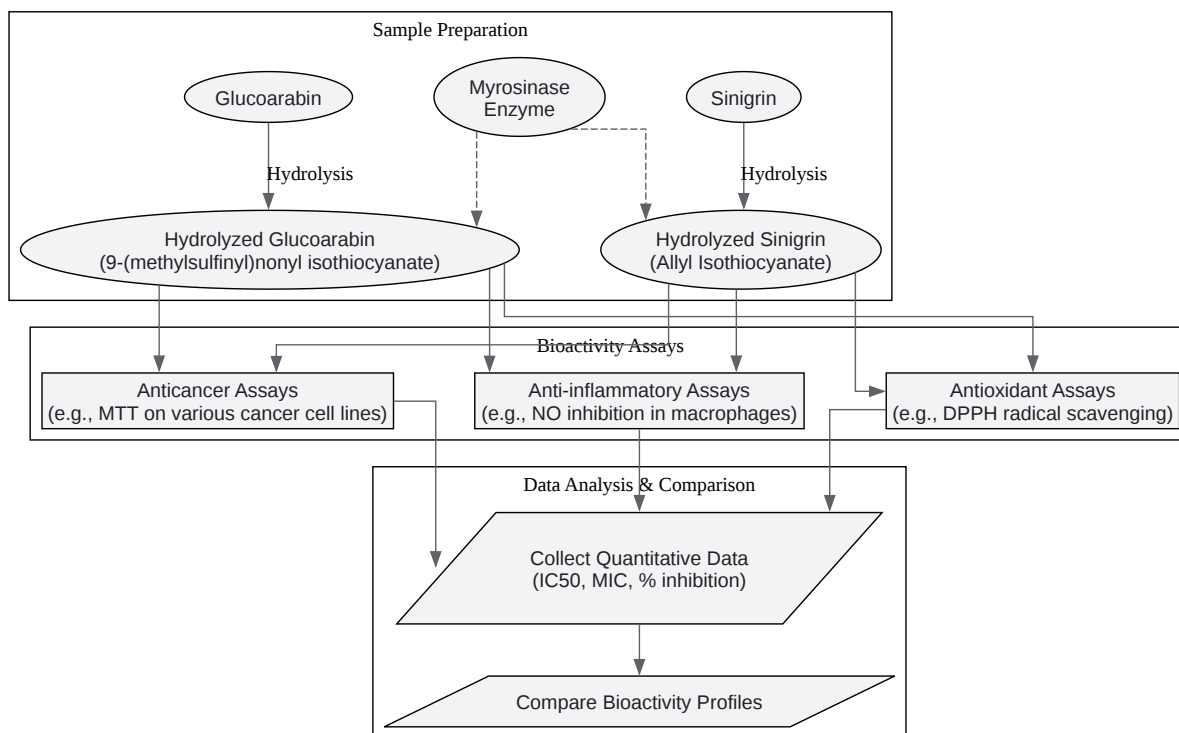 Sample Preparation
Glucoarabin
Myrosinase
Enzyme
Sinigrin
Hydrolysis
Hydrolysis
Hydrolyzed Glucoarabin
(9-(methylsulfinyl)nonyl isothiocyanate)
Hydrolyzed Sinigrin
(Allyl Isothiocyanate)
Bioactivity Assays
Anticancer Assays
(e.g., MTT on various cancer cell lines)
Anti-inflammatory Assays
(e.g., NO inhibition in macrophages)
Antioxidant Assays
(e.g., DPPH radical scavenging)
Data Analysis & Comparison
Collect Quantitative Data
(IC50, MIC, % inhibition)
Compare Bioactivity Profiles